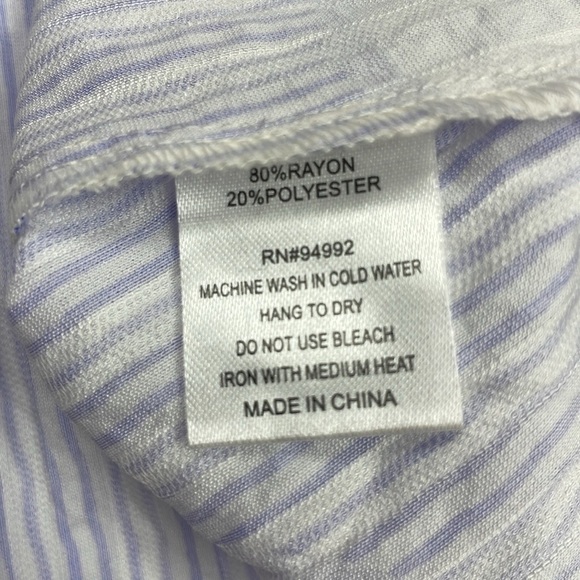 80%RAYON
20%POLYESTER
RN#94992
MACHINE WASH IN COLD WATER
HANG TO DRY
DO NOT USE BLEACH
IRON WITH MEDIUM HEAT
MADE IN CHINA